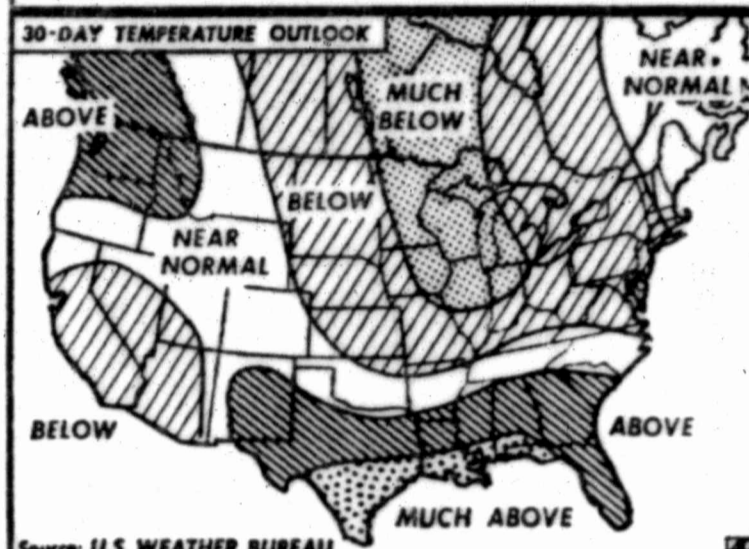 30-DAY TEMPERATURE OUTLOOK
NEAR
NORMAL
MUCH
BELOW
ABOVE
BELOW
NEAR
NORMAL
BELOW
ABOVE
MUCH ABOVE
Source: U.S. WEATHER BUREAU